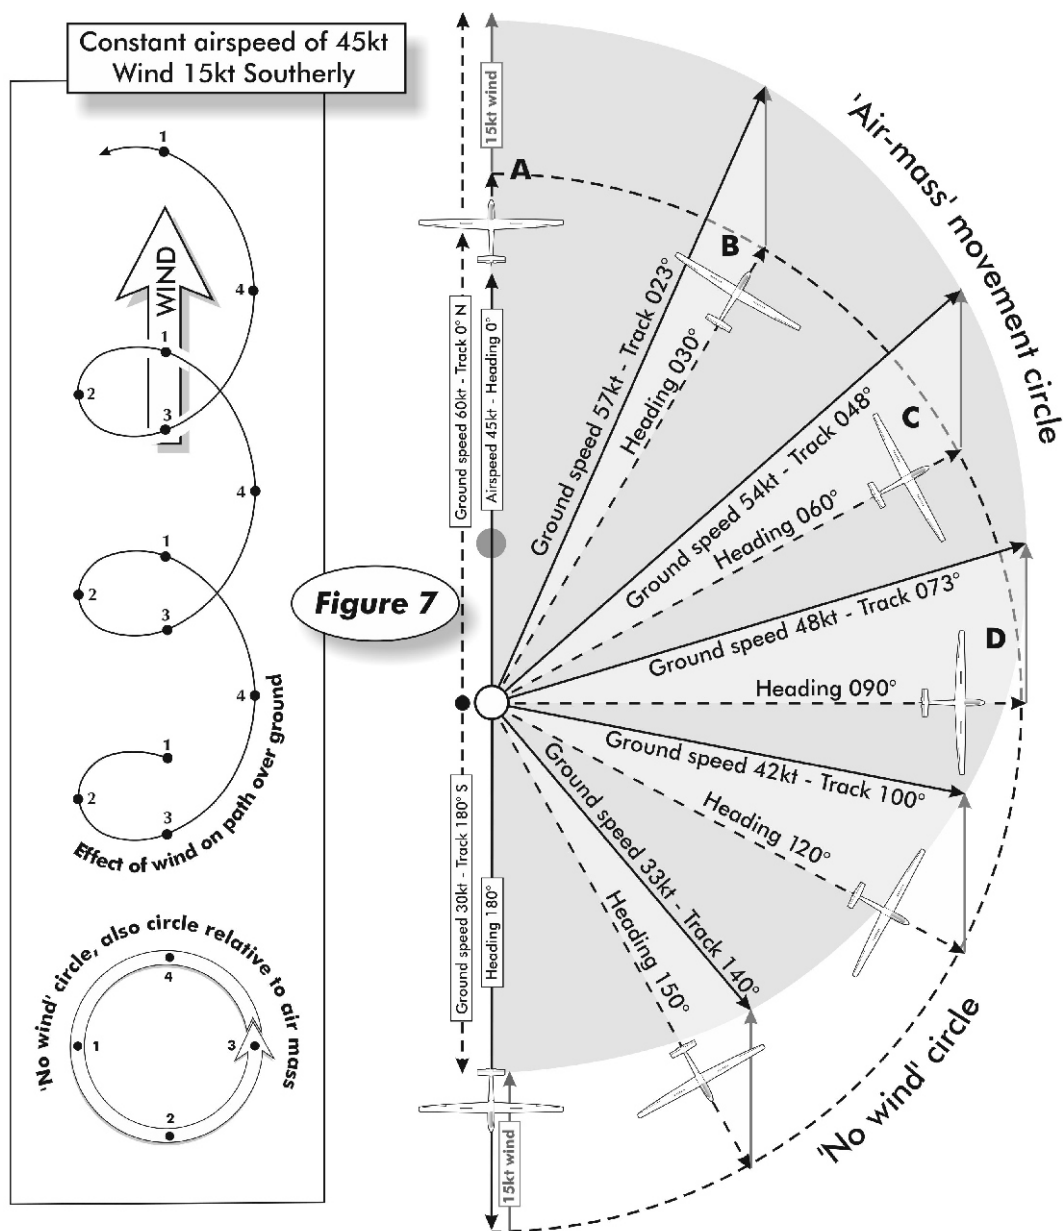 Constant airspeed of 45kt
Wind 15kt Southerly
1
WIND
4
1
2
3
4
1
2
3
4
1
2
3
Effect of wind on path over ground
'No wind' circle, also circle relative to air mass
4
1
3
2
Figure 7
15kt wind
A
Ground speed 60kt - Track 0° N
Airspeed 45kt - Heading 0°
Ground speed 57kt - Track 023°
B
Heading 030°
Ground speed 54kt - Track 048°
C
Heading 060°
'Air-mass' movement circle
Ground speed 48kt - Track 073°
D
Heading 090°
Ground speed 42kt - Track 100°
Heading 120°
Ground speed 33kt - Track 140°
Heading 150°
Ground speed 30kt - Track 180° S
Heading 180°
15kt wind
'No wind' circle